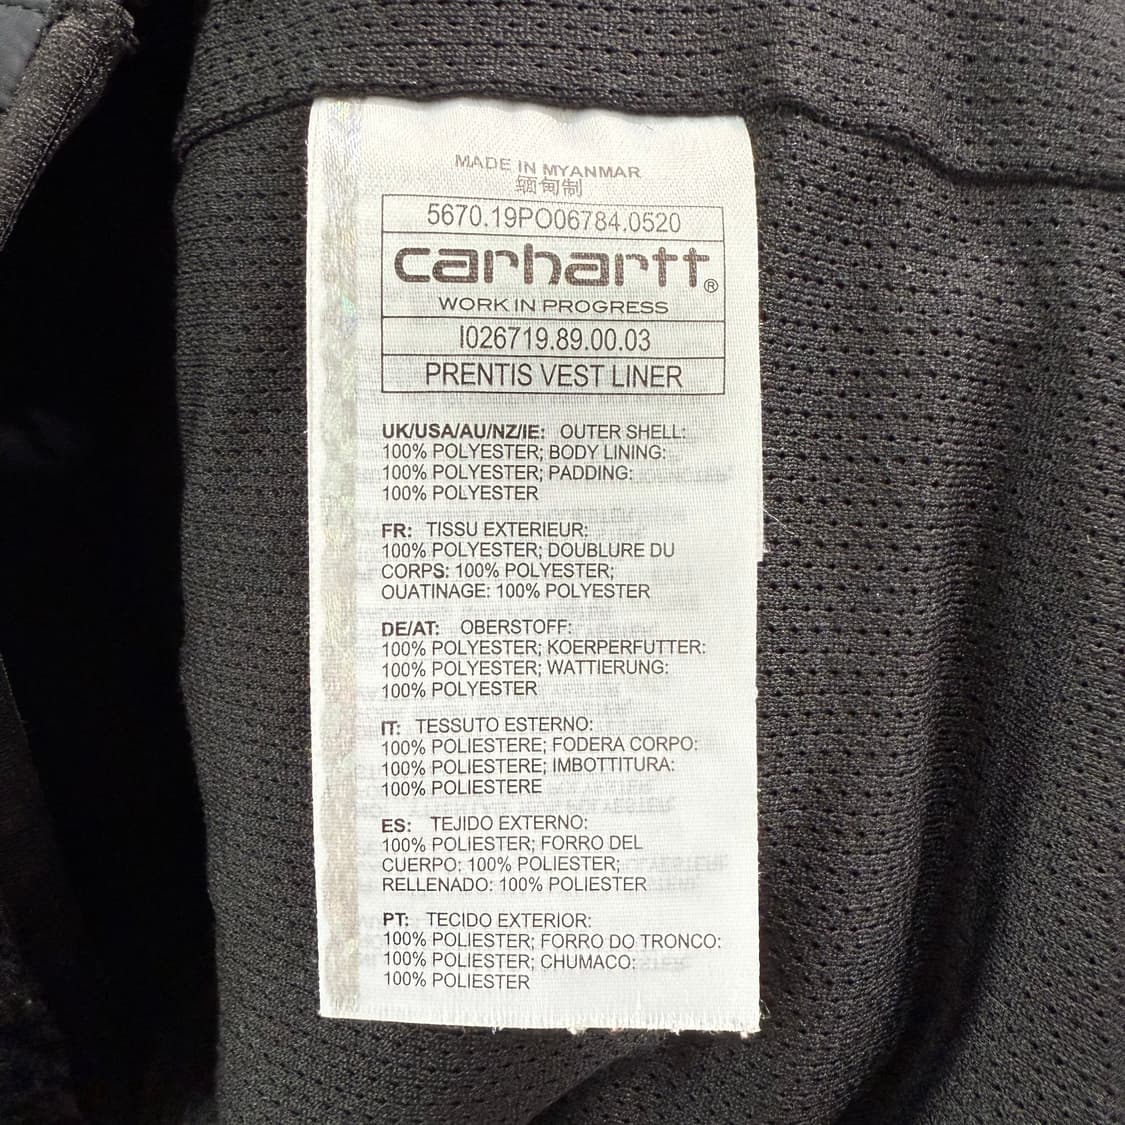 MADE IN MYANMAR
缅甸制
5670.19PO06784.0520
carhartt®
WORK IN PROGRESS
I026719.89.00.03
PRENTIS VEST LINER
UK/USA/AU/NZ/IE: OUTER SHELL:
100% POLYESTER; BODY LINING:
100% POLYESTER; PADDING:
100% POLYESTER
FR: TISSU EXTERIEUR:
100% POLYESTER; DOUBLURE DU
CORPS: 100% POLYESTER;
OUATINAGE: 100% POLYESTER
DE/AT: OBERSTOFF:
100% POLYESTER; KOERPERFUTTER:
100% POLYESTER; WATTIERUNG:
100% POLYESTER
IT: TESSUTO ESTERNO:
100% POLIESTERE; FODERA CORPO:
100% POLIESTERE; IMBOTTITURA:
100% POLIESTERE
ES: TEJIDO EXTERNO:
100% POLIESTER; FORRO DEL
CUERPO: 100% POLIESTER;
RELLENADO: 100% POLIESTER
PT: TECIDO EXTERIOR:
100% POLIESTER; FORRO DO TRONCO:
100% POLIESTER; CHUMACO:
100% POLIESTER